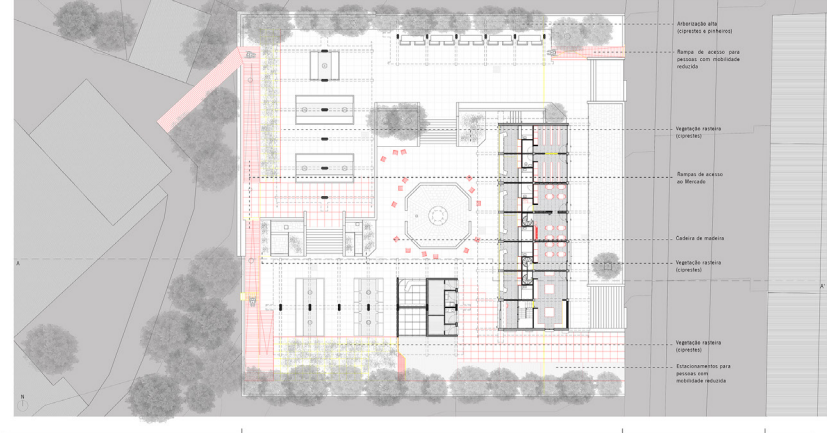 Arborização alta
(ciprestes e pinheiros)
Rampa de acesso para
pessoas com mobilidade
reduzida
Vegetação rasteira
(ciprestes)
Rampas de acesso
ao Mercado
Cadeira de madeira
Vegetação rasteira
(ciprestes)
Vegetação rasteira
(ciprestes)
Estacionamentos para
pessoas com
mobilidade reduzida
A
A'
N